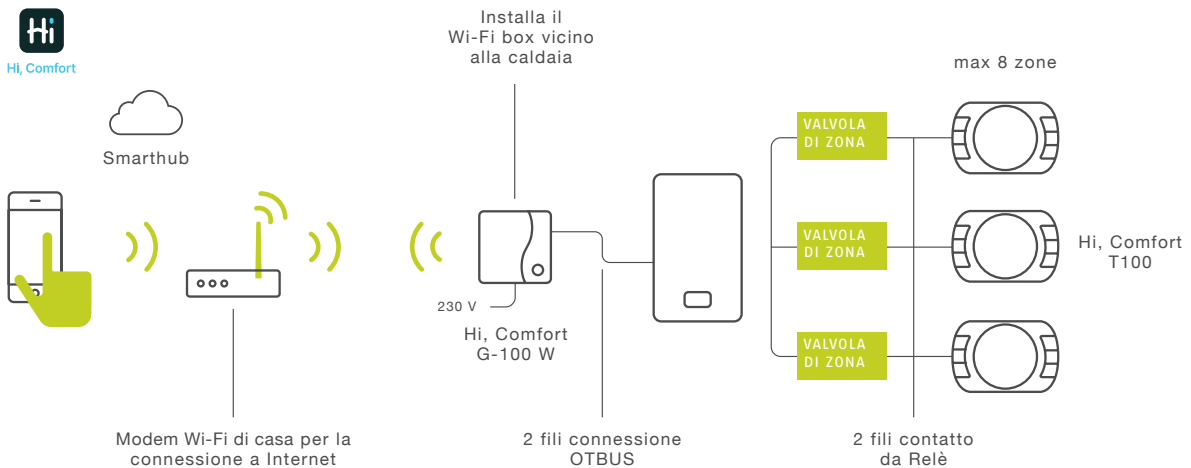 Hi
Hi, Comfort
Smarthub
Installa il
Wi-Fi box vicino
alla caldaia
max 8 zone
VALVOLA
DI ZONA
VALVOLA
DI ZONA
VALVOLA
DI ZONA
Hi, Comfort
T100
230 V
Hi, Comfort
G-100 W
Modem Wi-Fi di casa per la
connessione a Internet
2 fili connessione
OTBUS
2 fili contatto
da Relè